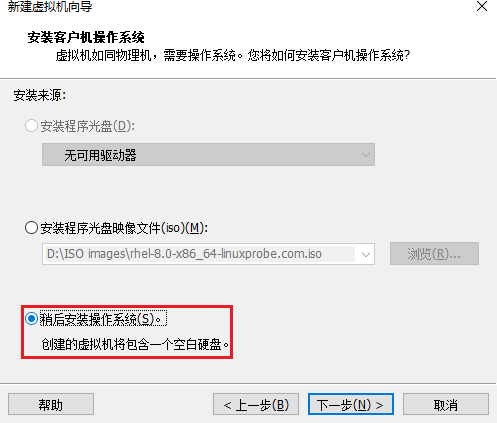 新建虚拟机向导
安装客户机操作系统
虚拟机如同物理机，需要操作系统。您将如何安装客户机操作系统?
安装来源:
安装程序光盘(D):
无可用驱动器
安装程序光盘映像文件(iso)(M):
D:\ISO images\rhel-8.0-x86_64-linuxprobe.com.iso
浏览(R)...
稍后安装操作系统(S)。
创建的虚拟机将包含一个空白硬盘。
帮助
< 上一步(B)
下一步(N) >
取消